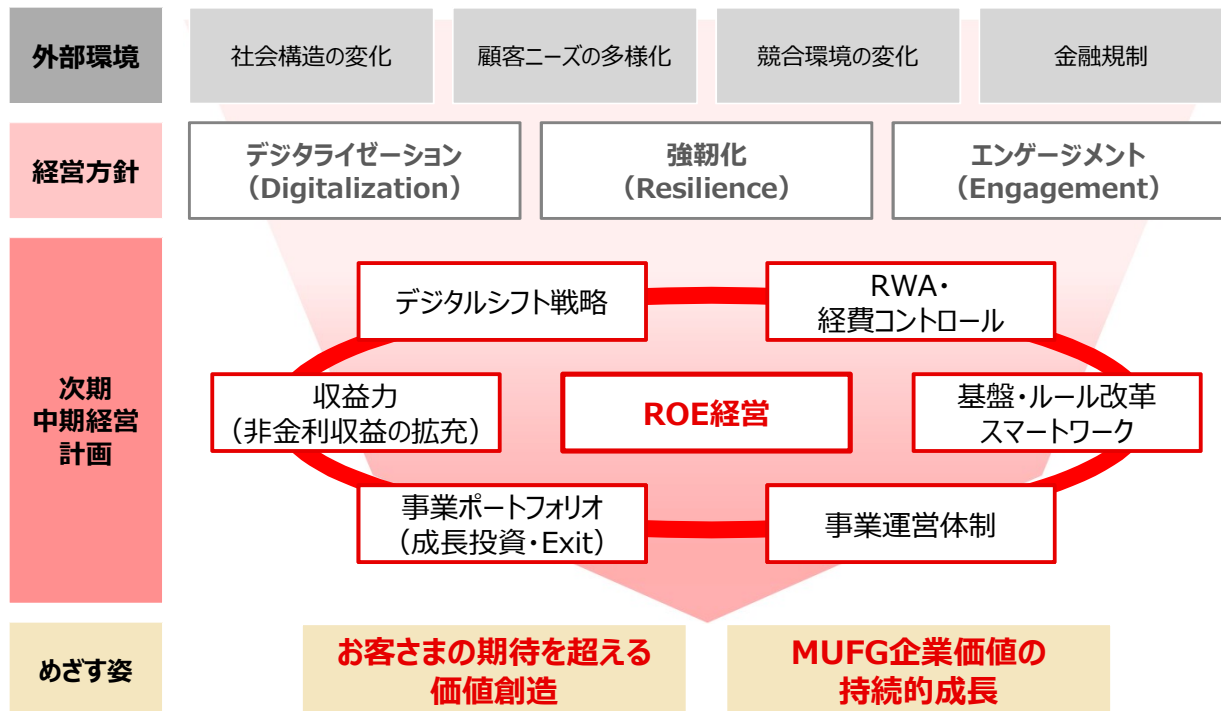 外部環境
社会構造の変化
顧客ニーズの多様化
競合環境の変化
金融規制
経営方針
デジタライゼーション
（Digitalization）
強靭化
（Resilience）
エンゲージメント
（Engagement）
次期
中期経営
計画
デジタルシフト戦略
RWA・
経費コントロール
収益力
（非金利収益の拡充）
ROE経営
基盤・ルール改革
スマートワーク
事業ポートフォリオ
（成長投資・Exit）
事業運営体制
めざす姿
お客さまの期待を超える
価値創造
MUFG企業価値の
持続的成長